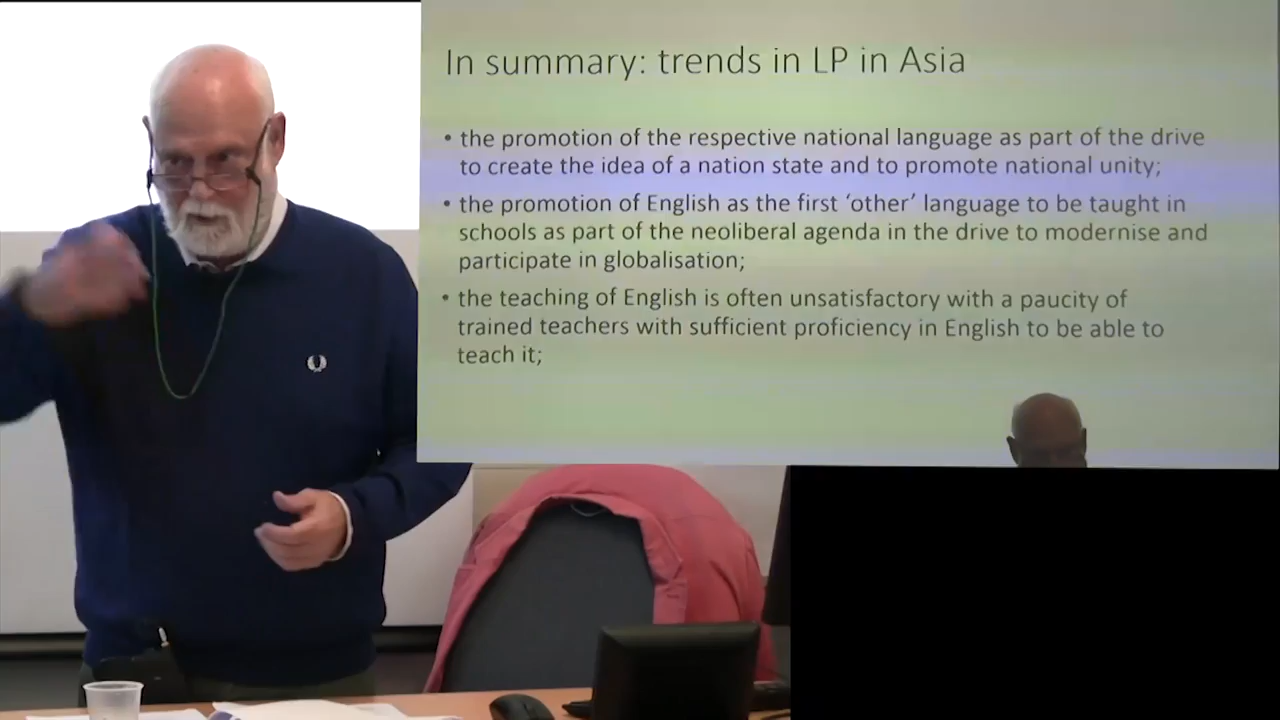 In summary: trends in LP in Asia
• the promotion of the respective national language as part of the drive
to create the idea of a nation state and to promote national unity;
• the promotion of English as the first ‘other’ language to be taught in
schools as part of the neoliberal agenda in the drive to modernise and
participate in globalisation;
• the teaching of English is often unsatisfactory with a paucity of
trained teachers with sufficient proficiency in English to be able to
teach it;